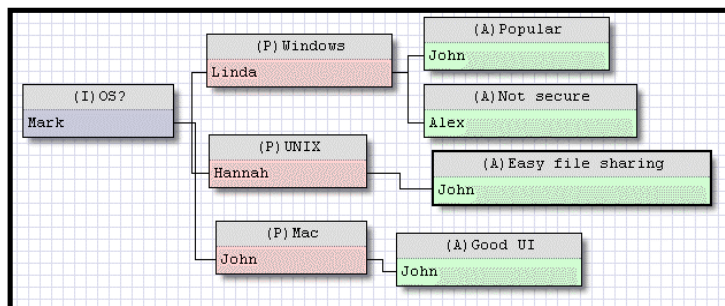 (I)OS?
Mark
(P)Windows
Linda
(A)Popular
John
(A)Not secure
Alex
(P)UNIX
Hannah
(A)Easy file sharing
John
(P)Mac
John
(A)Good UI
John